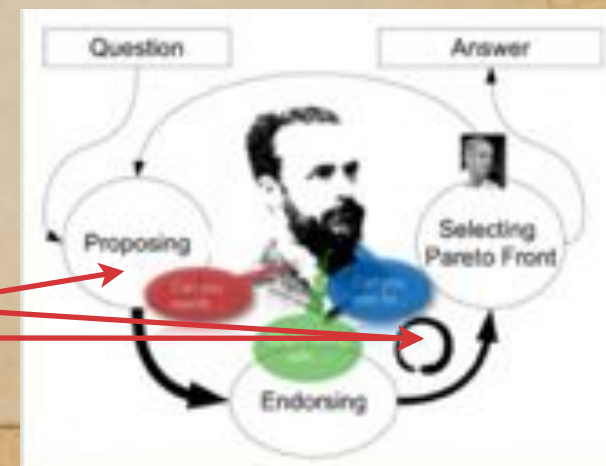 Question
Answer
Proposing
Selecting
Pareto Front
Endorsing